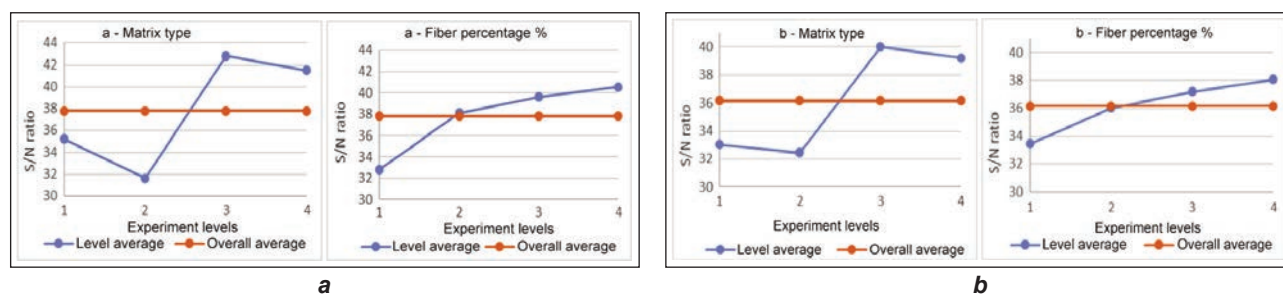 a - Matrix type
44
42
40
38
36
34
32
30
S/N ratio
1 2 3 4
Experiment levels
Level average Overall average
a - Fiber percentage %
44
42
40
38
36
34
32
30
S/N ratio
1 2 3 4
Experiment levels
Level average Overall average
a
b - Matrix type
40
38
36
34
32
30
S/N ratio
1 2 3 4
Experiment levels
Level average Overall average
b - Fiber percentage %
40
38
36
34
32
30
S/N ratio
1 2 3 4
Experiment levels
Level average Overall average
b